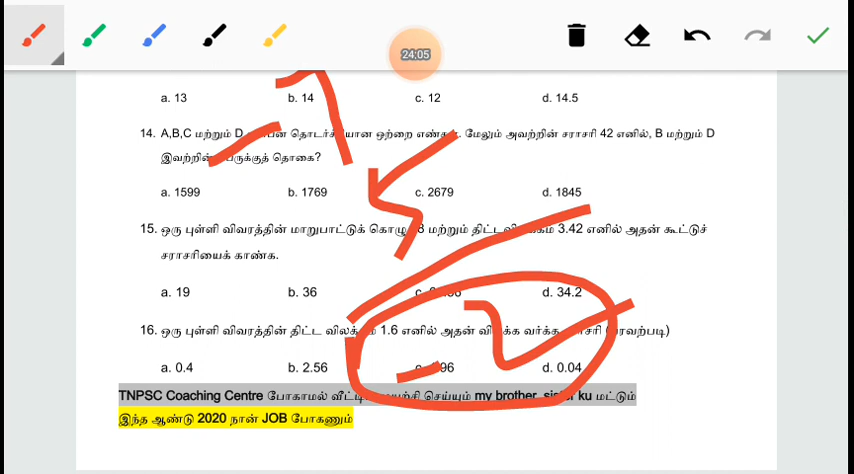 24:05
a. 13 b. 14 c. 12 d. 14.5
14. A,B,C மற்றும் D தொடர்ச்சியான ஒற்றை எண்கள். மேலும் அவற்றின் சராசரி 42 எனில், B மற்றும் D
இவற்றின் பெருக்குத் தொகை?
a. 1599 b. 1769 c. 2679 d. 1845
15. ஒரு புள்ளி விவரத்தின் மாறுபாட்டுக் கொழு மற்றும் திட்டவிலக்கம் 3.42 எனில் அதன் கூட்டுச்
சராசரியைக் காண்க.
a. 19 b. 36 d. 34.2
16. ஒரு புள்ளி விவரத்தின் திட்ட விலக்கம் 1.6 எனில் அதன் விலக்க வர்க்க சராசரி (பரவற்படி)
a. 0.4 b. 2.56 d. 0.04
TNPSC Coaching Centre போகாமல் வீட்டில் முயற்சி செய்யும் my brother, sister ku மட்டும்
இந்த ஆண்டு 2020 நான் JOB போகணும்